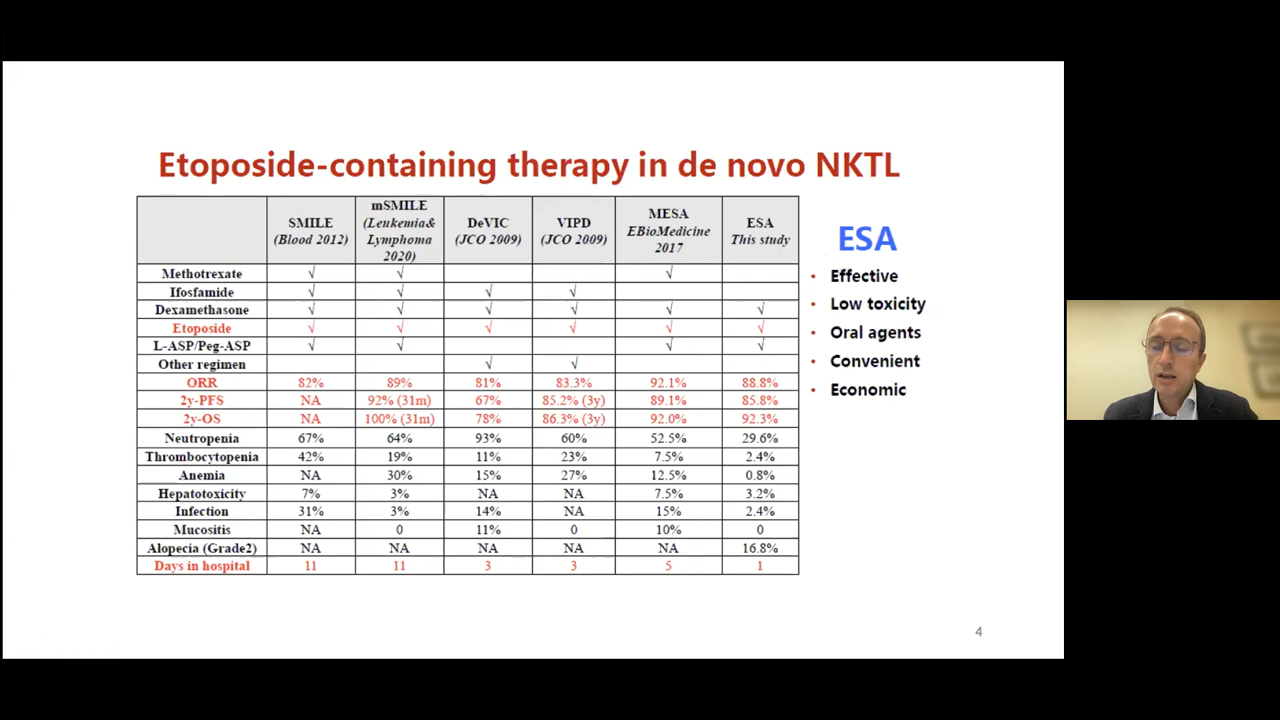 Etoposide-containing therapy in de novo NKTL
SMILE (Blood 2012) mSMILE (Leukemia& Lymphoma 2020) DeVIC (JCO 2009) VIPD (JCO 2009) MESA EBioMedicine 2017 ESA This study
Methotrexate √ √ √
Ifosfamide √ √ √ √
Dexamethasone √ √ √ √ √ √
Etoposide √ √ √ √ √ √
L-ASP/Peg-ASP √ √ √ √
Other regimen √ √
ORR 82% 89% 81% 83.3% 92.1% 88.8%
2y-PFS NA 92% (31m) 67% 85.2% (3y) 89.1% 85.8%
2y-OS NA 100% (31m) 78% 86.3% (3y) 92.0% 92.3%
Neutropenia 67% 64% 93% 60% 52.5% 29.6%
Thrombocytopenia 42% 19% 11% 23% 7.5% 2.4%
Anemia NA 30% 15% 27% 12.5% 0.8%
Hepatotoxicity 7% 3% NA NA 7.5% 3.2%
Infection 31% 3% 14% NA 15% 2.4%
Mucositis NA 0 11% 0 10% 0
Alopecia (Grade2) NA NA NA NA NA 16.8%
Days in hospital 11 11 3 3 5 1
ESA
• Effective
• Low toxicity
• Oral agents
• Convenient
• Economic
4